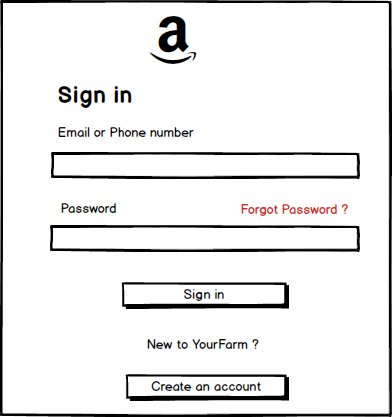 a
Sign in
Email or Phone number
Password
Forgot Password ?
Sign in
New to YourFarm ?
Create an account